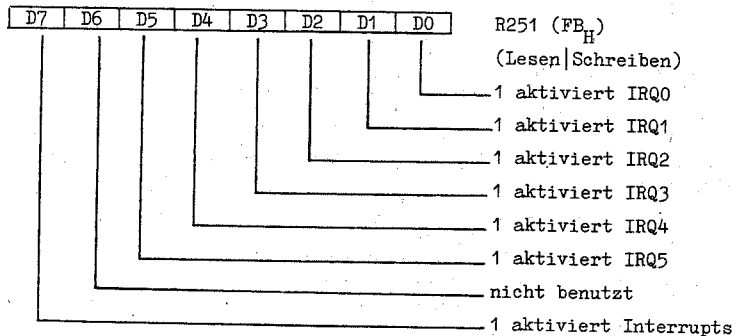 D7 D6 D5 D4 D3 D2 D1 D0 R251 (FB_H)
(Lesen|Schreiben)
1 aktiviert IRQ0
1 aktiviert IRQ1
1 aktiviert IRQ2
1 aktiviert IRQ3
1 aktiviert IRQ4
1 aktiviert IRQ5
nicht benutzt
1 aktiviert Interrupts